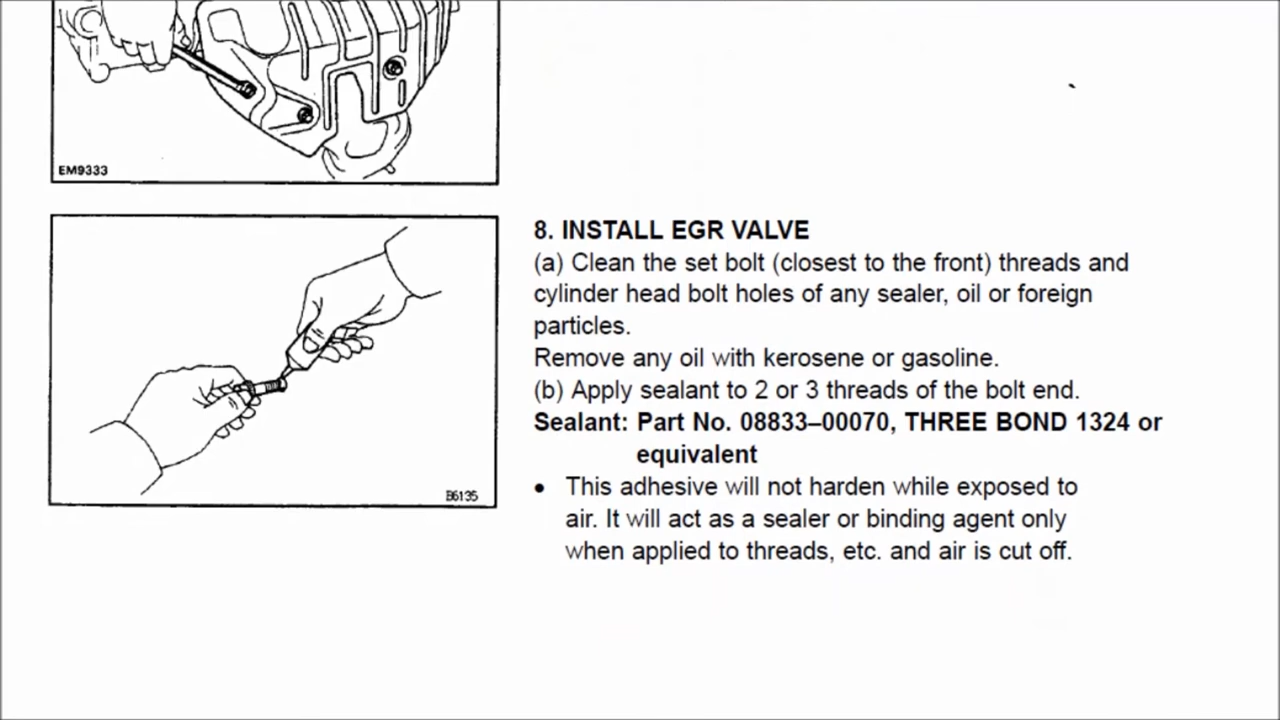 EM9333
8. INSTALL EGR VALVE
(a) Clean the set bolt (closest to the front) threads and
cylinder head bolt holes of any sealer, oil or foreign
particles.
Remove any oil with kerosene or gasoline.
(b) Apply sealant to 2 or 3 threads of the bolt end.
Sealant: Part No. 08833–00070, THREE BOND 1324 or
equivalent
• This adhesive will not harden while exposed to
air. It will act as a sealer or binding agent only
when applied to threads, etc. and air is cut off.
B6135